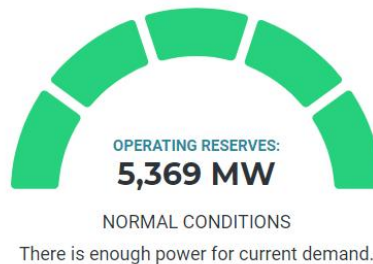 OPERATING RESERVES:
5,369 MW
NORMAL CONDITIONS
There is enough power for current demand.